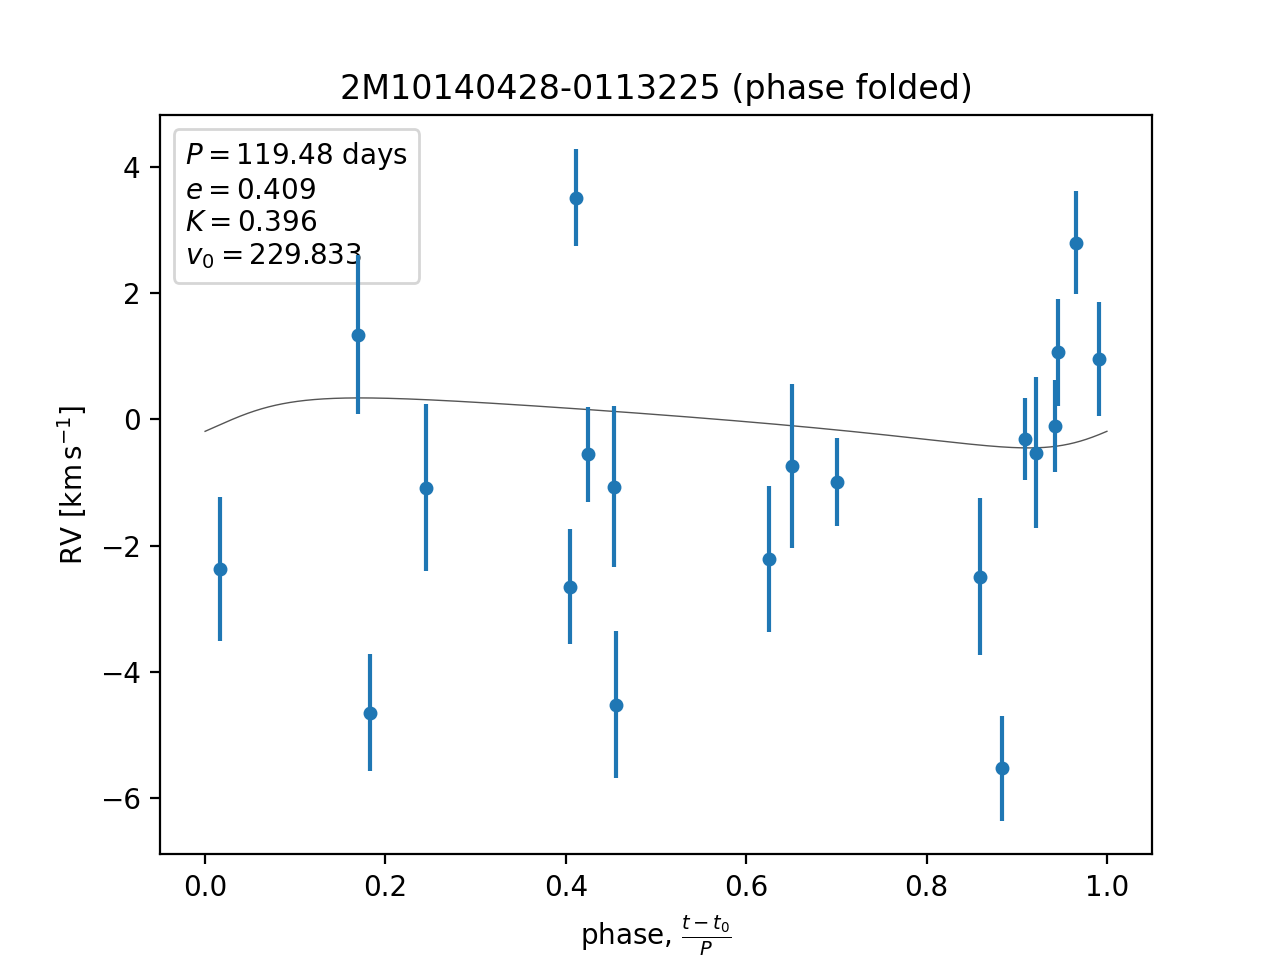 2M10140428-0113225 (phase folded)
P = 119.48 days
e = 0.409
K = 0.396
v₀ = 229.833
4
2
0
−2
−4
−6
RV [km s⁻¹]
0.0 0.2 0.4 0.6 0.8 1.0
phase, (t − t₀)/P